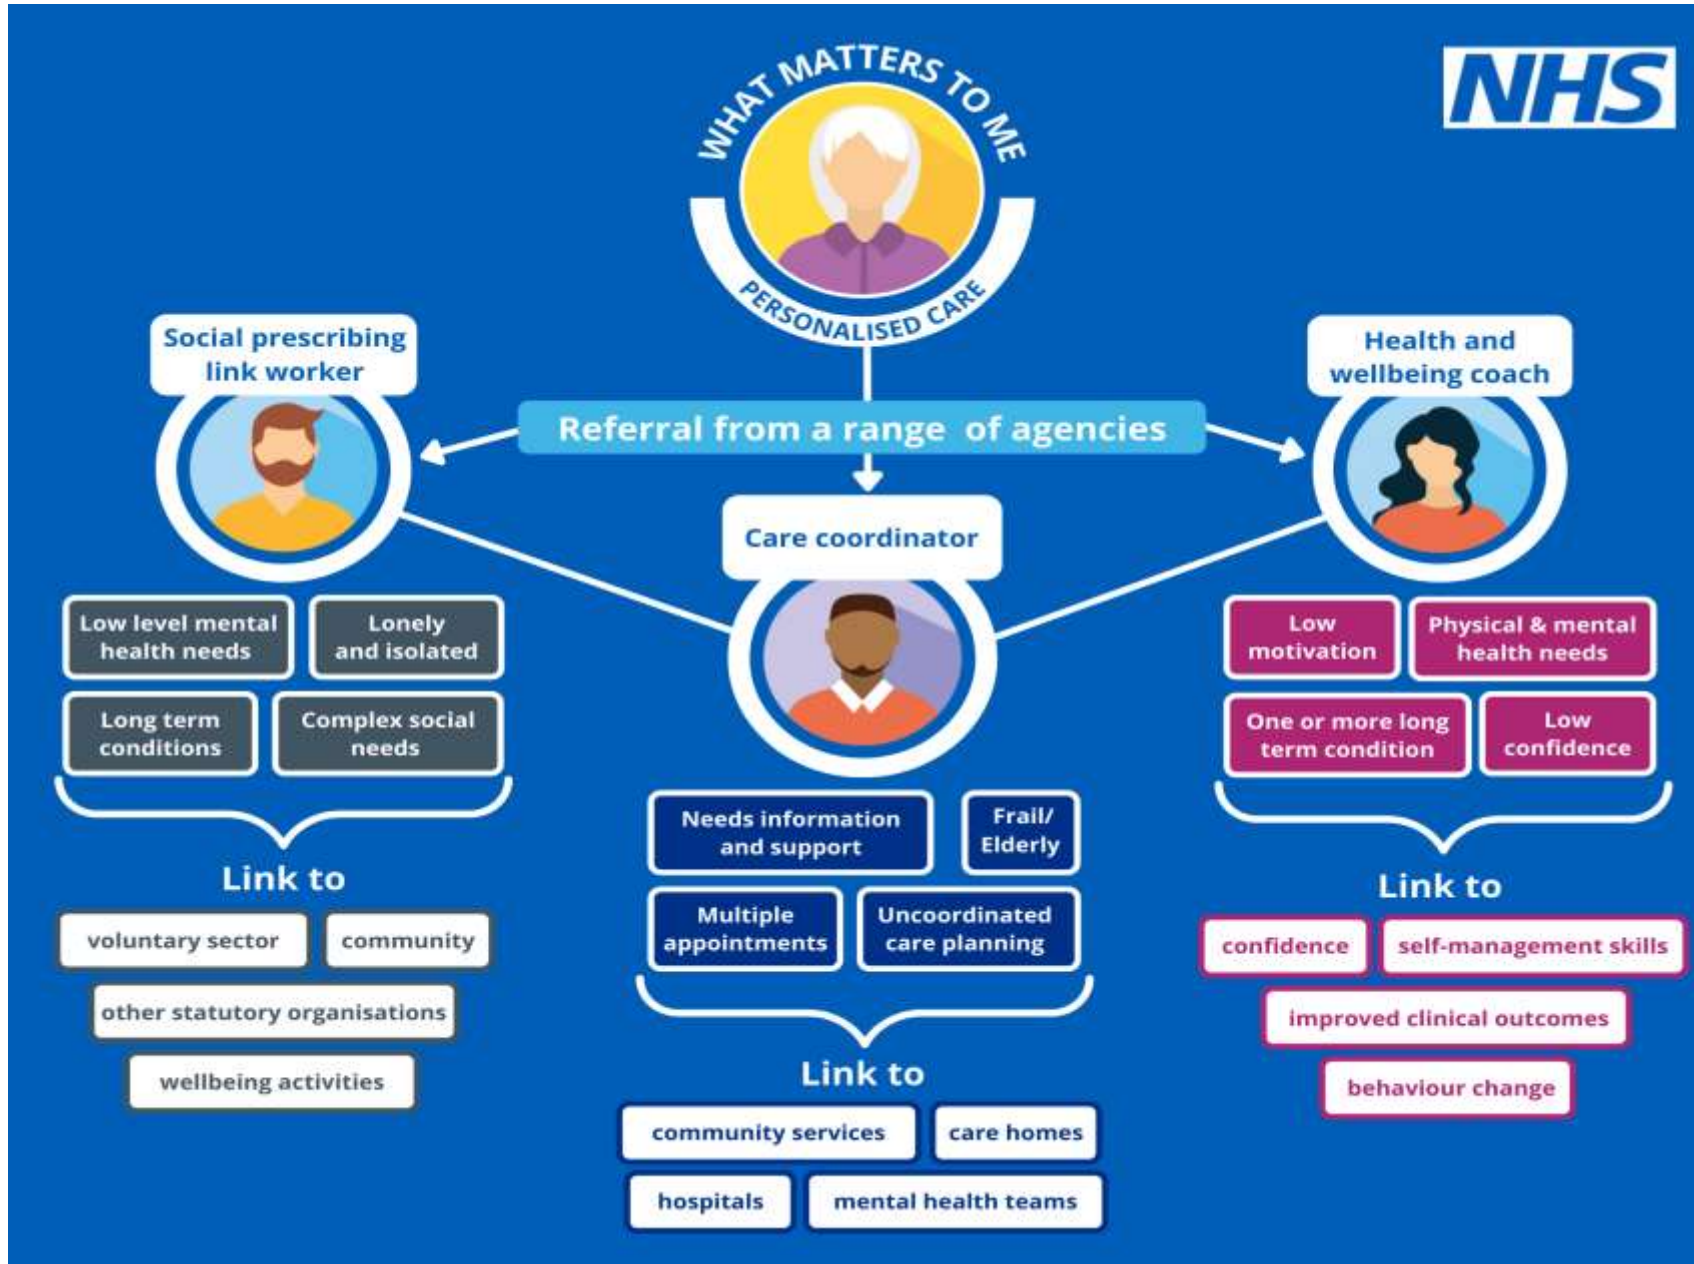 WHAT MATTERS TO ME
NHS
PERSONALISED CARE
Referral from a range of agencies
Social prescribing
link worker
Low level mental
health needs
Lonely
and isolated
Long term
conditions
Complex social
needs
Link to
voluntary sector
community
other statutory organisations
wellbeing activities
Care coordinator
Needs information
and support
Frail/
Elderly
Multiple
appointments
Uncoordinated
care planning
Link to
community services
care homes
hospitals
mental health teams
Health and
wellbeing coach
Low
motivation
Physical & mental
health needs
One or more long
term condition
Low
confidence
Link to
confidence
self-management skills
improved clinical outcomes
behaviour change